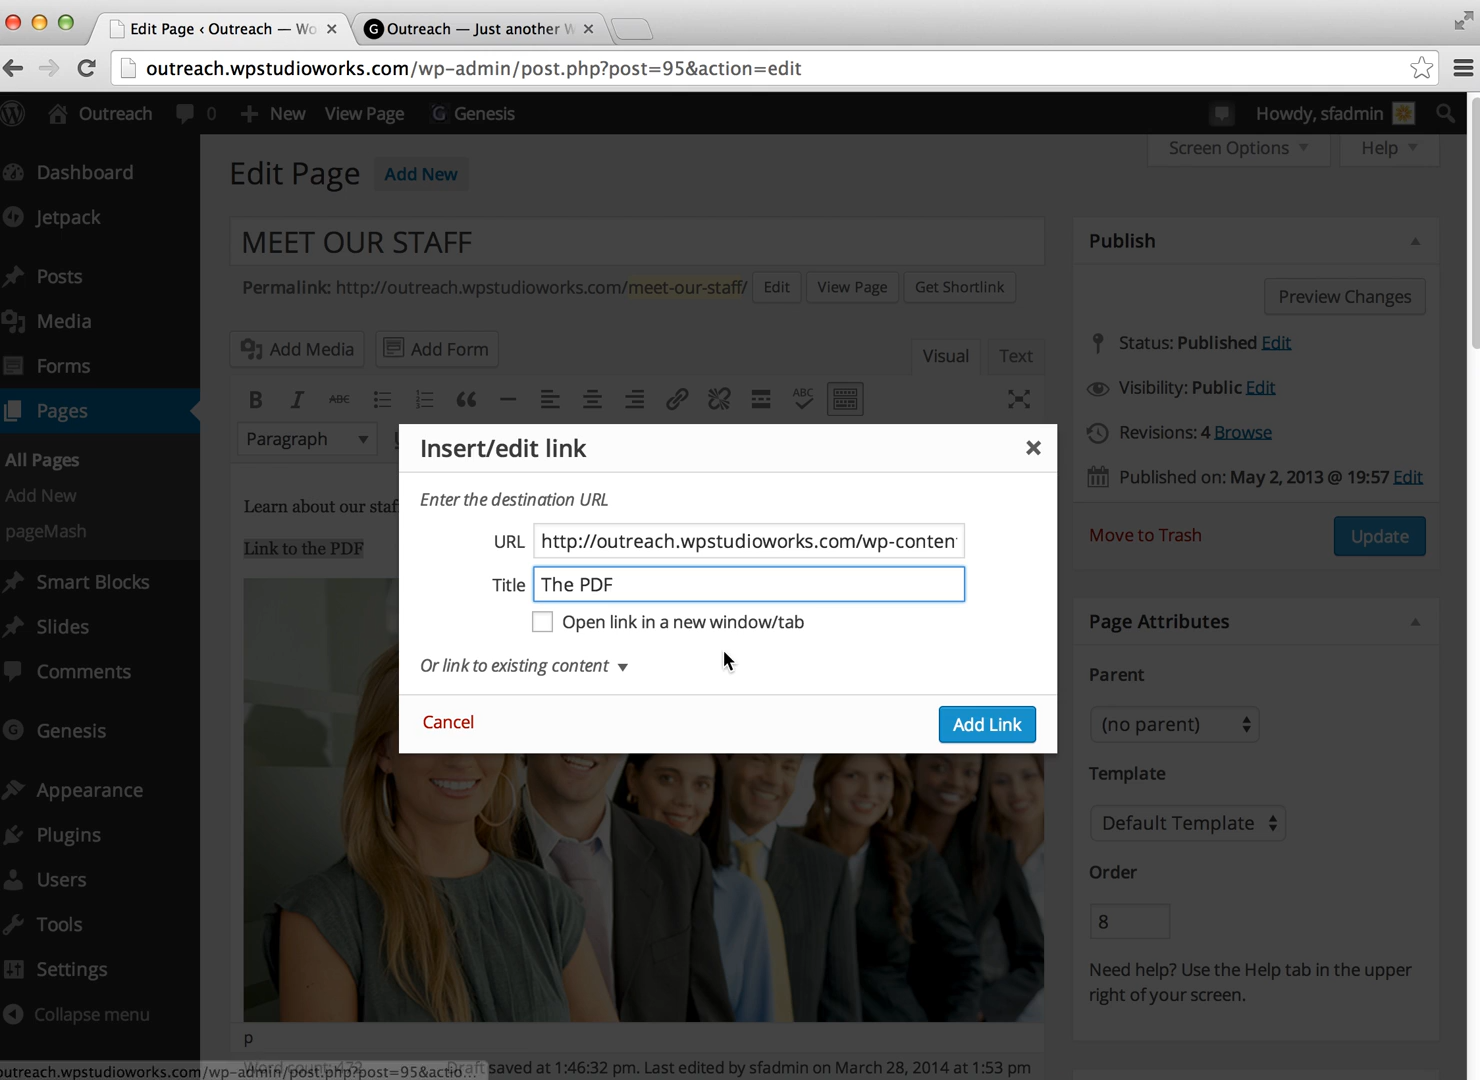 Edit Page ‹ Outreach — Wo
Outreach — Just another W
outreach.wpstudioworks.com/wp-admin/post.php?post=95&action=edit
Outreach 0 New View Page Genesis Howdy, sfadmin
Screen Options Help
Dashboard
Jetpack
Posts
Media
Forms
Pages
All Pages
Add New
pageMash
Smart Blocks
Slides
Comments
Genesis
Appearance
Plugins
Users
Tools
Settings
Collapse menu
Edit Page Add New
MEET OUR STAFF
Permalink: http://outreach.wpstudioworks.com/meet-our-staff/ Edit View Page Get Shortlink
Add Media Add Form Visual Text
B I ABC ABC
Paragraph
Learn about our staf
Link to the PDF
Insert/edit link
Enter the destination URL
URL http://outreach.wpstudioworks.com/wp-conten
Title The PDF
Open link in a new window/tab
Or link to existing content
Cancel Add Link
p
Word count: 172
Draft saved at 1:46:32 pm. Last edited by sfadmin on March 28, 2014 at 1:53 pm
outreach.wpstudioworks.com/wp-admin/post.php?post=95&actio...
Publish
Preview Changes
Status: Published Edit
Visibility: Public Edit
Revisions: 4 Browse
Published on: May 2, 2013 @ 19:57 Edit
Move to Trash Update
Page Attributes
Parent
(no parent)
Template
Default Template
Order
8
Need help? Use the Help tab in the upper
right of your screen.